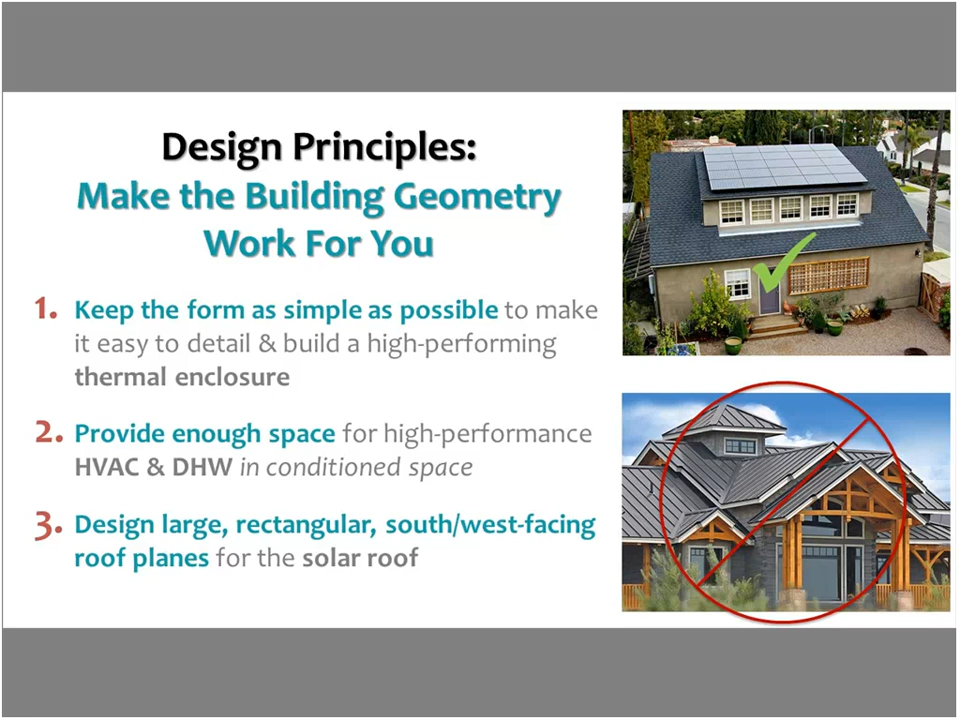 Design Principles:
Make the Building Geometry
Work For You
1. Keep the form as simple as possible to make
it easy to detail & build a high-performing
thermal enclosure
2. Provide enough space for high-performance
HVAC & DHW in conditioned space
3. Design large, rectangular, south/west-facing
roof planes for the solar roof